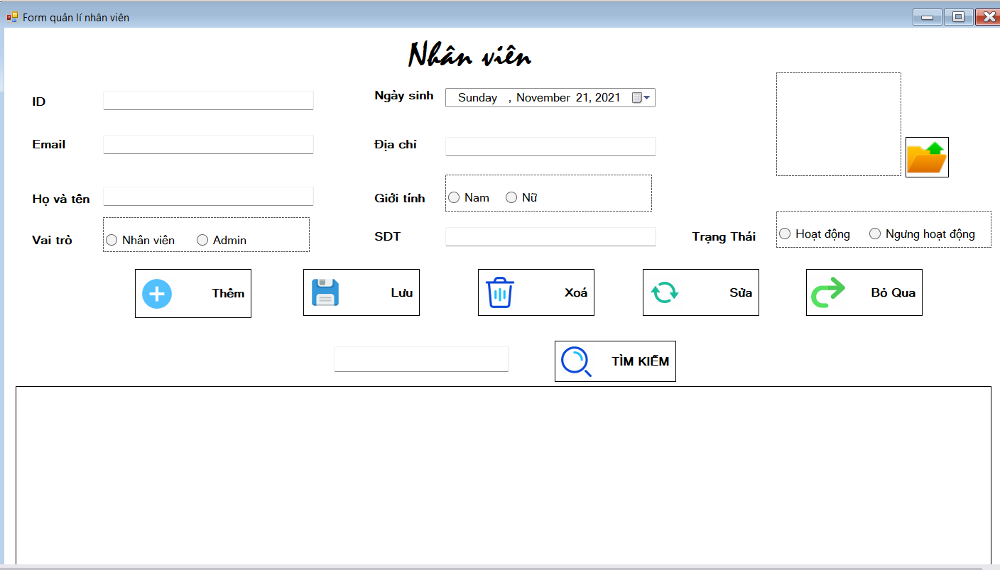 Form quản lí nhân viên
Nhân viên
ID
Ngày sinh
Sunday , November 21, 2021
Email
Địa chỉ
Họ và tên
Giới tính
Nam
Nữ
Vai trò
Nhân viên
Admin
SDT
Trạng Thái
Hoạt động
Ngưng hoạt động
Thêm
Lưu
Xoá
Sửa
Bỏ Qua
TÌM KIẾM